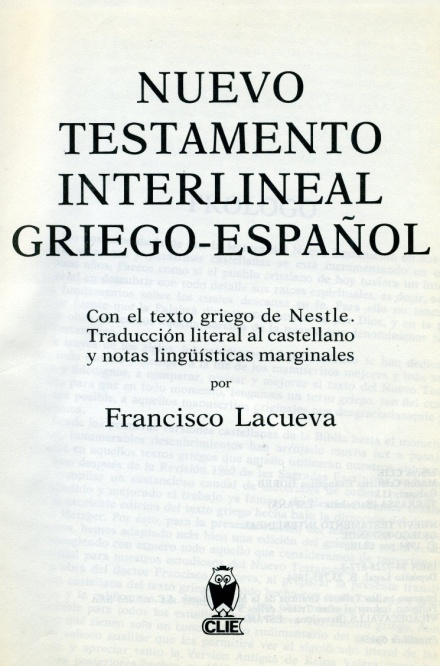 NUEVO
TESTAMENTO
INTERLINEAL
GRIEGO-ESPAÑOL
Con el texto griego de Nestle.
Traducción literal al castellano
y notas lingüísticas marginales
por
Francisco Lacueva
CLIE